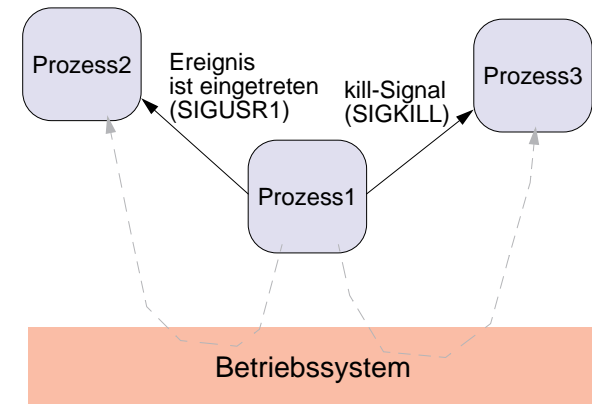 Prozess2
Ereignis
ist eingetreten
(SIGUSR1)
kill-Signal
(SIGKILL)
Prozess3
Prozess1
Betriebssystem